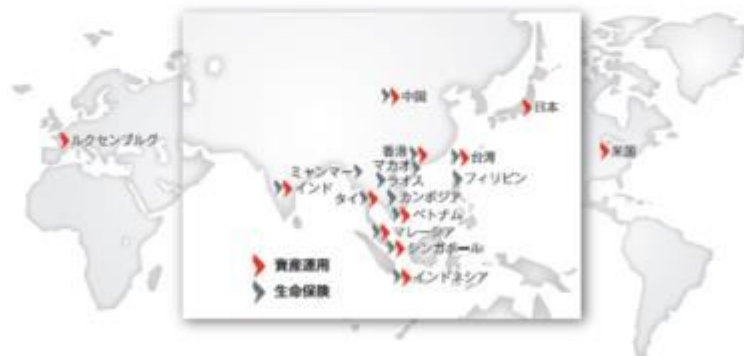 中国
日本
ルクセンブルグ
香港
台湾
米国
マカオ
ミャンマー
ライス
フィリピン
インド
カンボジア
タイ
ベトナム
マレーシア
シンガポール
資産運用
インドネシア
生命保険